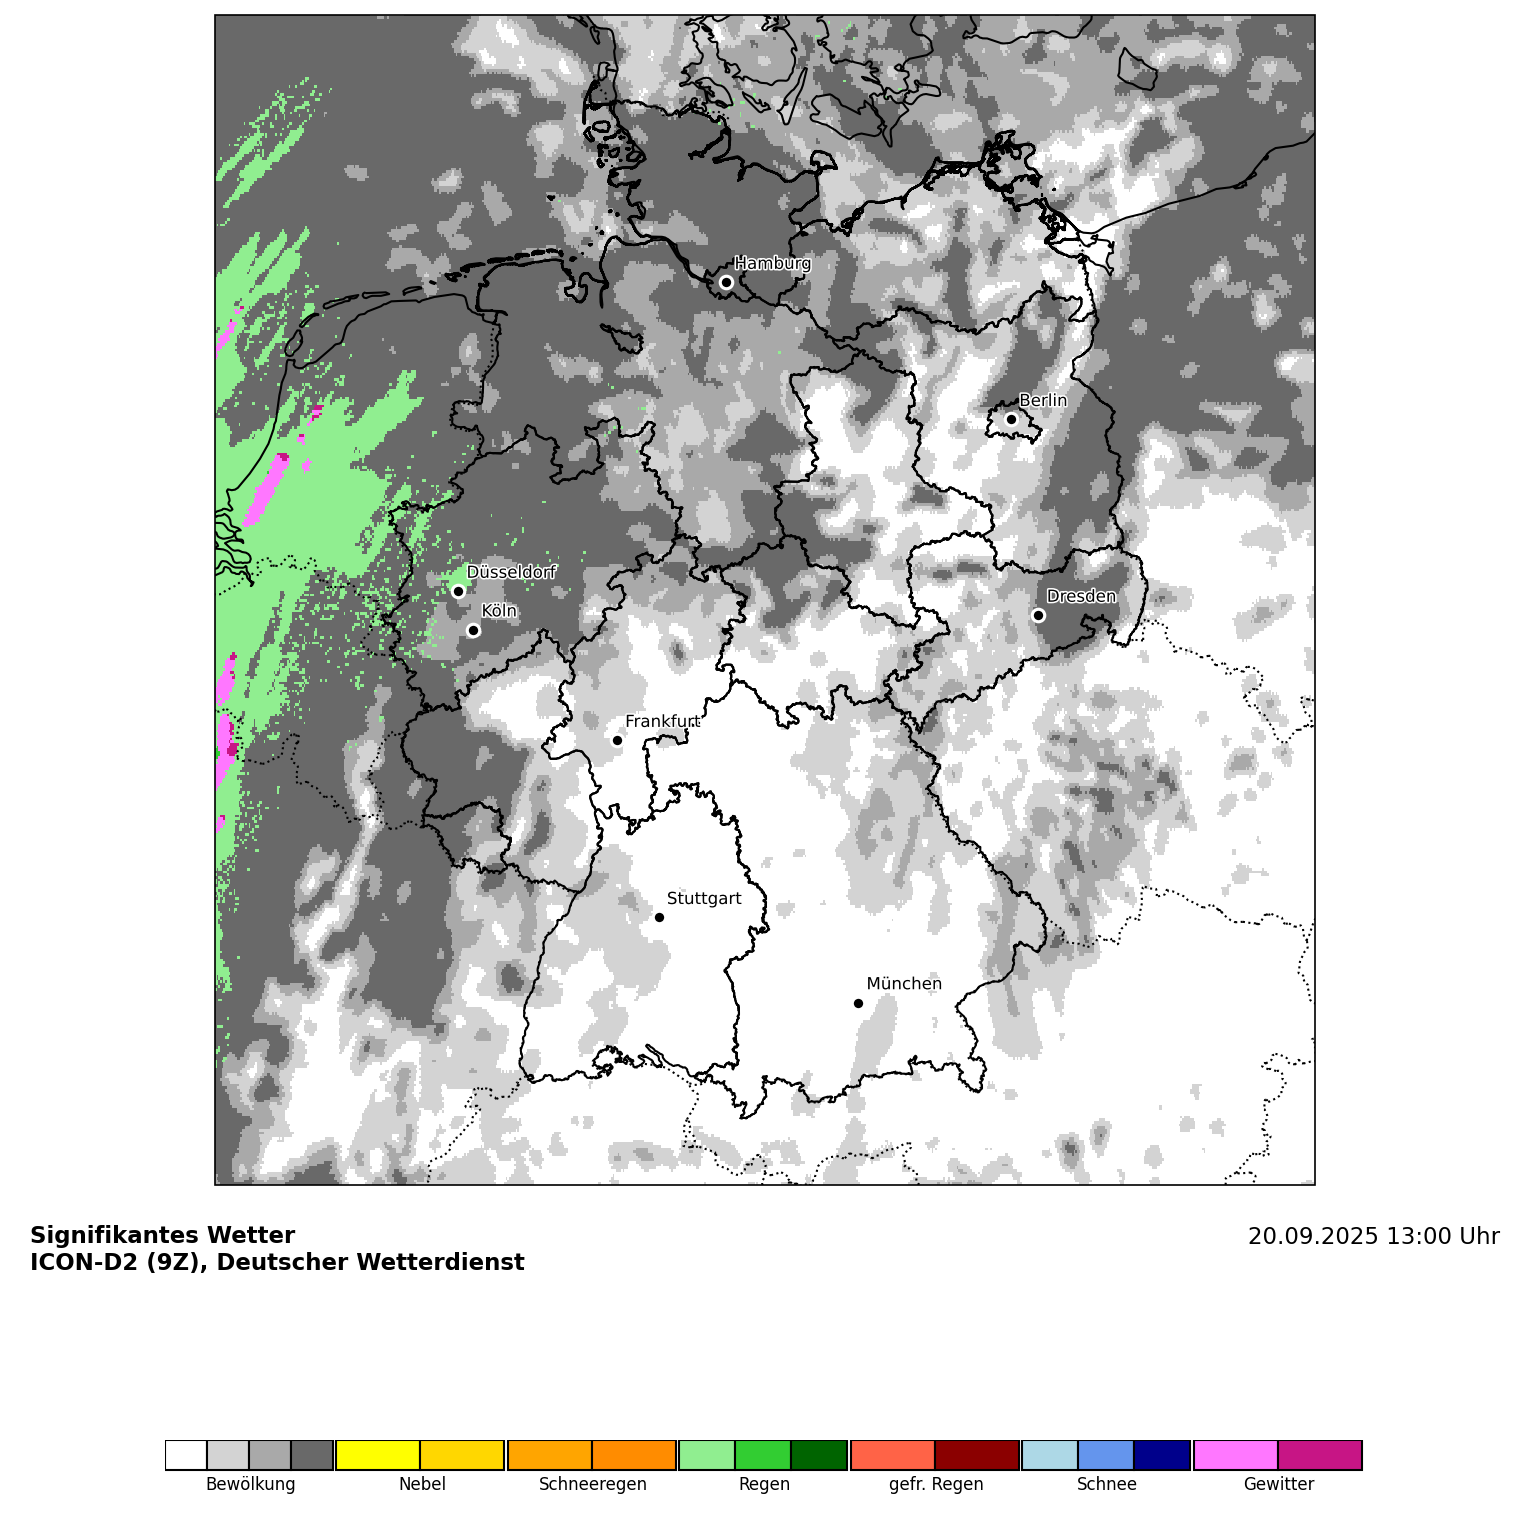 Hamburg
Berlin
Düsseldorf
Köln
Dresden
Frankfurt
Stuttgart
München
Signifikantes Wetter
ICON-D2 (9Z), Deutscher Wetterdienst
20.09.2025 13:00 Uhr
Bewölkung Nebel Schneeregen Regen gefr. Regen Schnee Gewitter